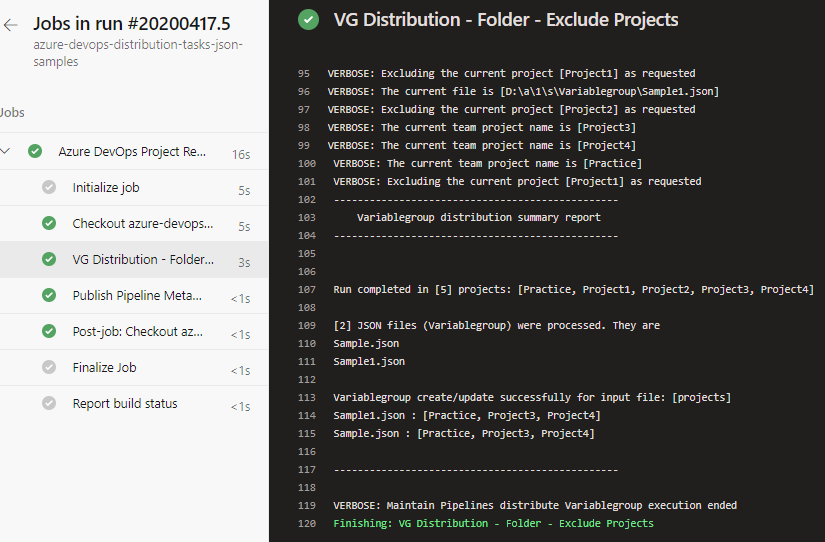 Jobs in run #20200417.5
azure-devops-distribution-tasks-json-
samples
Jobs
Azure DevOps Project Re... 16s
Initialize job 5s
Checkout azure-devops... 5s
VG Distribution - Folder... 3s
Publish Pipeline Meta... <1s
Post-job: Checkout az... <1s
Finalize Job <1s
Report build status <1s
VG Distribution - Folder - Exclude Projects
95 VERBOSE: Excluding the current project [Project1] as requested
96 VERBOSE: The current file is [D:\a\1\s\Variablegroup\Sample1.json]
97 VERBOSE: Excluding the current project [Project2] as requested
98 VERBOSE: The current team project name is [Project3]
99 VERBOSE: The current team project name is [Project4]
100 VERBOSE: The current team project name is [Practice]
101 VERBOSE: Excluding the current project [Project1] as requested
102 ------------------------------------------------
103 Variablegroup distribution summary report
104 ------------------------------------------------
105
106
107 Run completed in [5] projects: [Practice, Project1, Project2, Project3, Project4]
108
109 [2] JSON files (Variablegroup) were processed. They are
110 Sample.json
111 Sample1.json
112
113 Variablegroup create/update successfully for input file: [projects]
114 Sample1.json : [Practice, Project3, Project4]
115 Sample.json : [Practice, Project3, Project4]
116
117 ------------------------------------------------
118
119 VERBOSE: Maintain Pipelines distribute Variablegroup execution ended
120 Finishing: VG Distribution - Folder - Exclude Projects